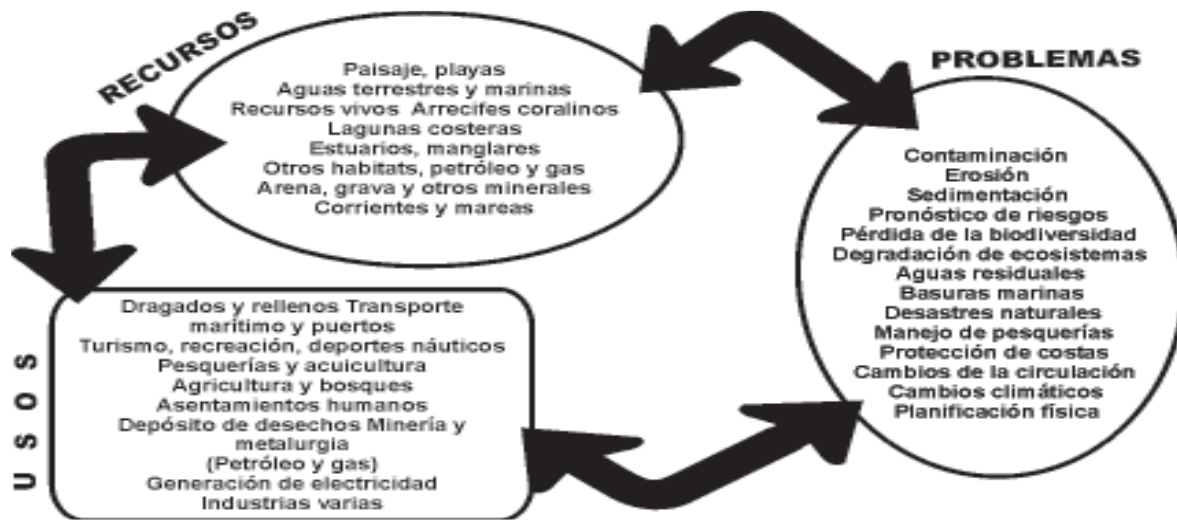 RECURSOS
Paisaje, playas
Aguas terrestres y marinas
Recursos vivos Arrecifes coralinos
Lagunas costeras
Estuarios, manglares
Otros habitats, petróleo y gas
Arena, grava y otros minerales
Corrientes y mareas
PROBLEMAS
Contaminación
Erosión
Sedimentación
Pronóstico de riesgos
Pérdida de la biodiversidad
Degradación de ecosistemas
Aguas residuales
Basuras marinas
Desastres naturales
Manejo de pesquerías
Protección de costas
Cambios de la circulación
Cambios climáticos
Planificación física
USOS
Dragados y rellenos Transporte
marítimo y puertos
Turismo, recreación, deportes náuticos
Pesquerías y acuicultura
Agricultura y bosques
Asentamientos humanos
Depósito de desechos Minería y
metalurgia
(Petróleo y gas)
Generación de electricidad
Industrias varias